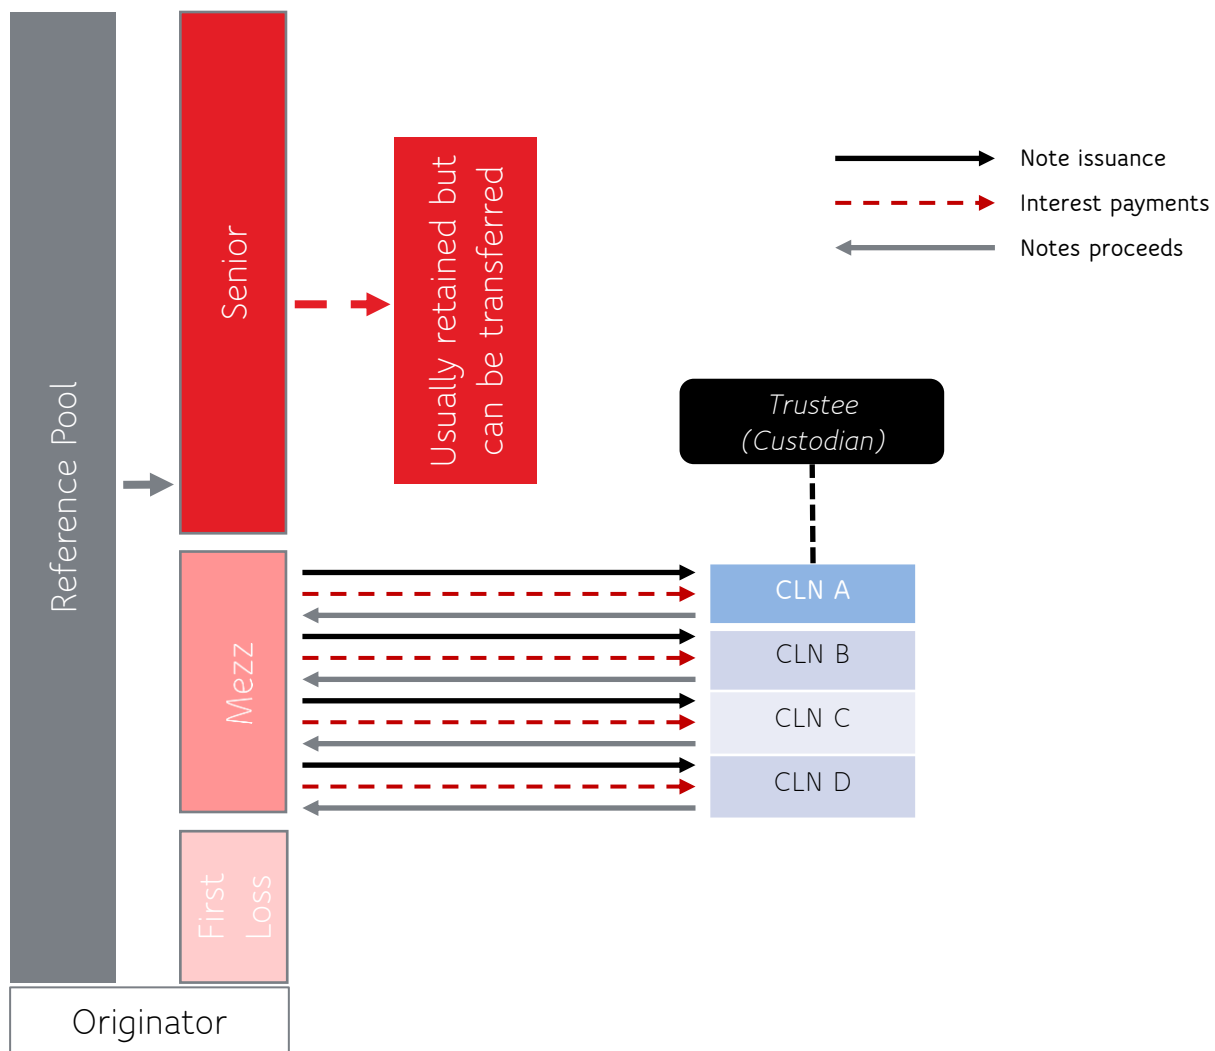 Reference Pool
Senior
Usually retained but
can be transferred
Note issuance
Interest payments
Notes proceeds
Trustee
(Custodian)
Mezz
CLN A
CLN B
CLN C
CLN D
First
Loss
Originator